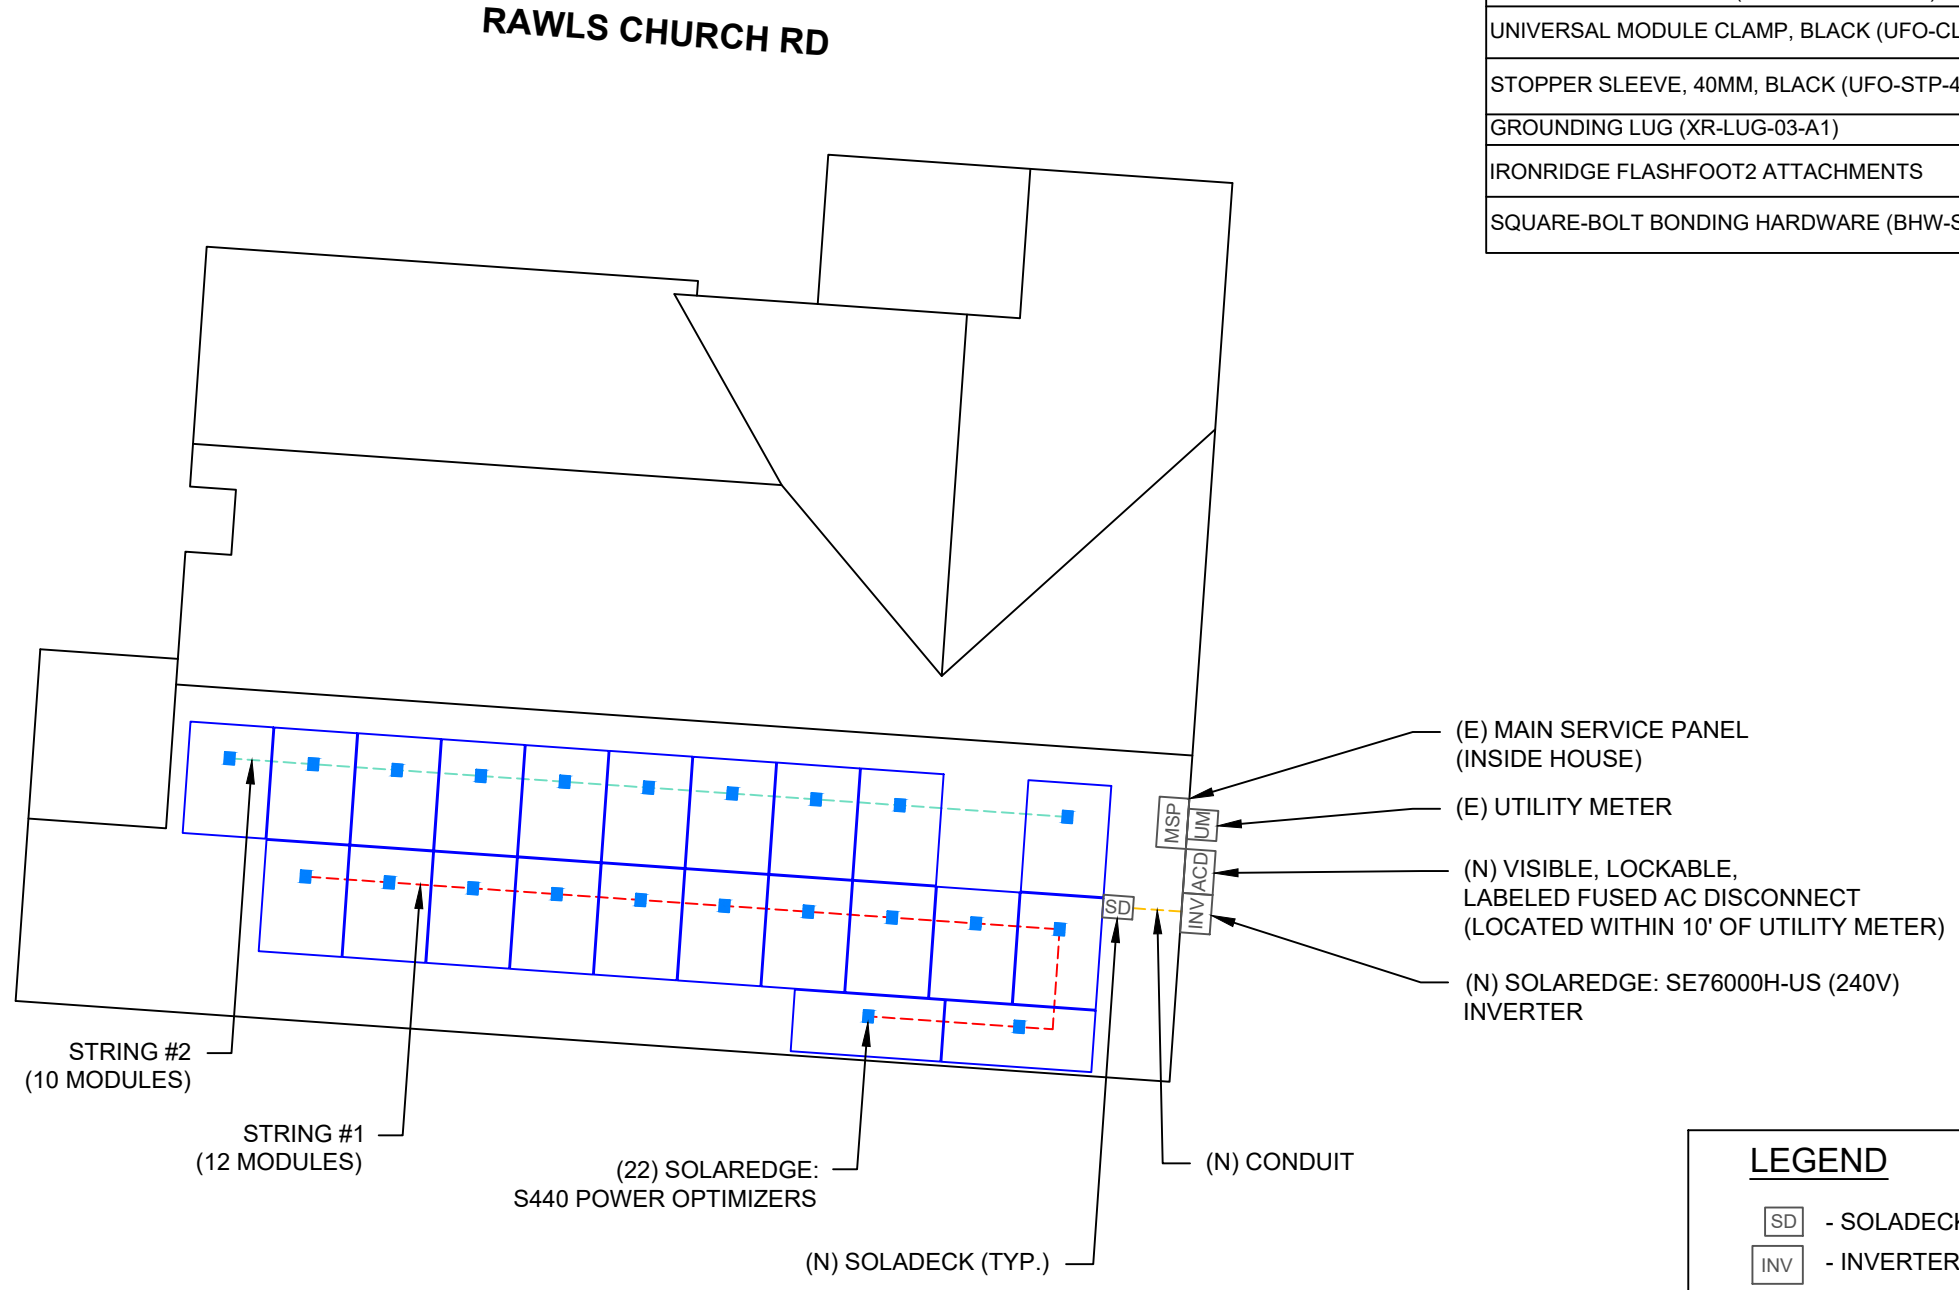 RAWLS CHURCH RD
UNIVERSAL MODULE CLAMP, BLACK (UFO-CL
STOPPER SLEEVE, 40MM, BLACK (UFO-STP-4
GROUNDING LUG (XR-LUG-03-A1)
IRONRIDGE FLASHFOOT2 ATTACHMENTS
SQUARE-BOLT BONDING HARDWARE (BHW-S
(E) MAIN SERVICE PANEL
(INSIDE HOUSE)
(E) UTILITY METER
(N) VISIBLE, LOCKABLE,
LABELED FUSED AC DISCONNECT
(LOCATED WITHIN 10' OF UTILITY METER)
(N) SOLAREDGE: SE76000H-US (240V)
INVERTER
MSP
UM
ACD
INV
SD
STRING #2
(10 MODULES)
STRING #1
(12 MODULES)
(22) SOLAREDGE:
S440 POWER OPTIMIZERS
(N) SOLADECK (TYP.)
(N) CONDUIT
LEGEND
SD - SOLADECK
INV - INVERTER